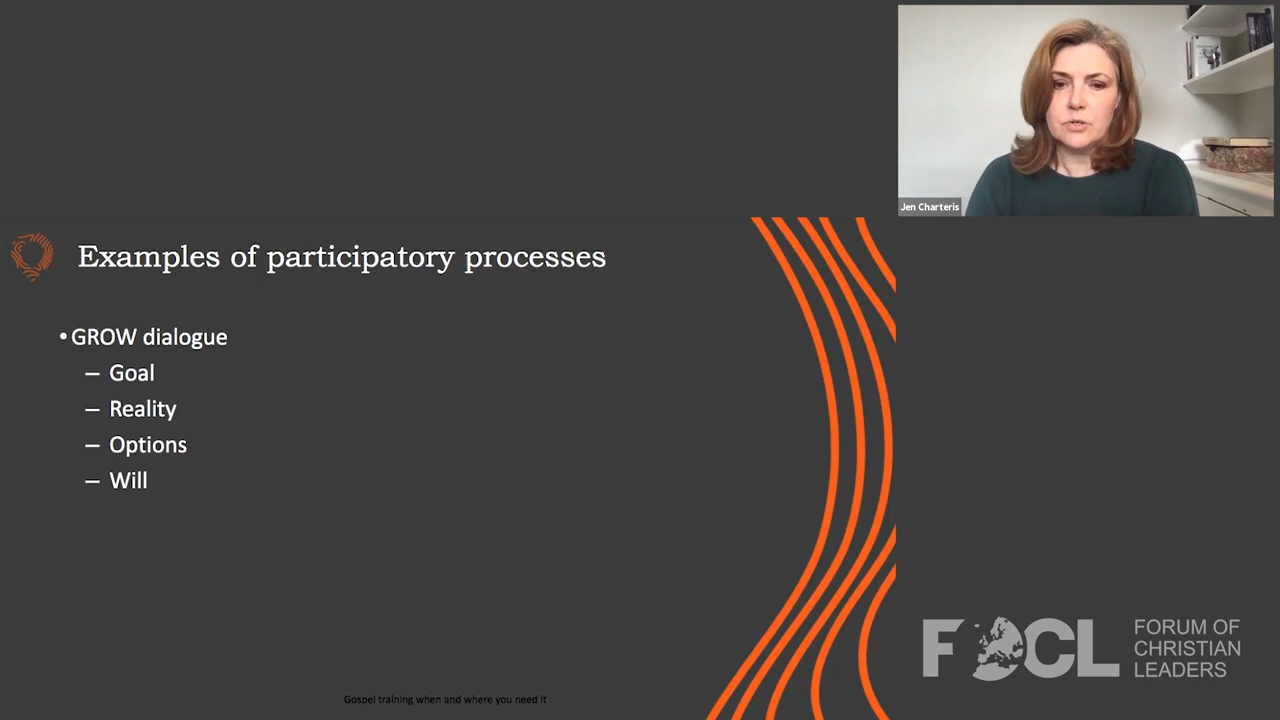 Jen Charteris
Examples of participatory processes
• GROW dialogue
– Goal
– Reality
– Options
– Will
Gospel training when and where you need it
FOCL
FORUM OF
CHRISTIAN
LEADERS